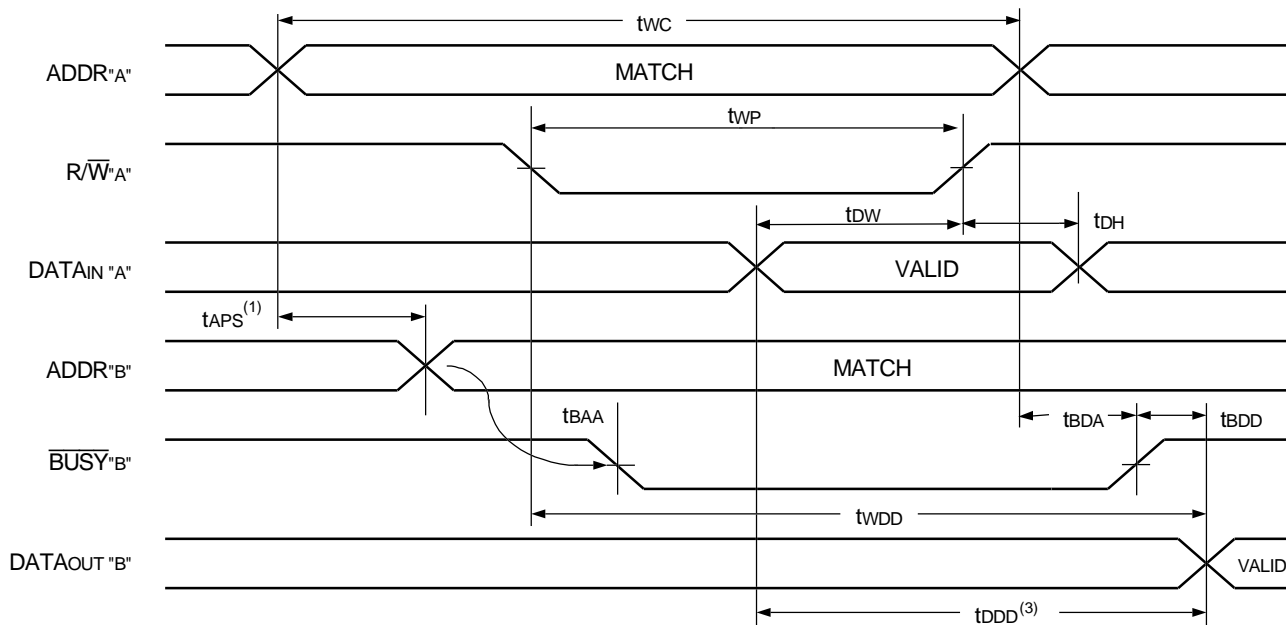 tWC
ADDR"A"
MATCH
tWP
R/W̅"A"
tDW
tDH
DATAIN "A"
VALID
tAPS(1)
ADDR"B"
MATCH
tBAA
tBDA
tBDD
B̅U̅S̅Y̅"B"
tWDD
DATAOUT "B"
VALID
tDDD(3)